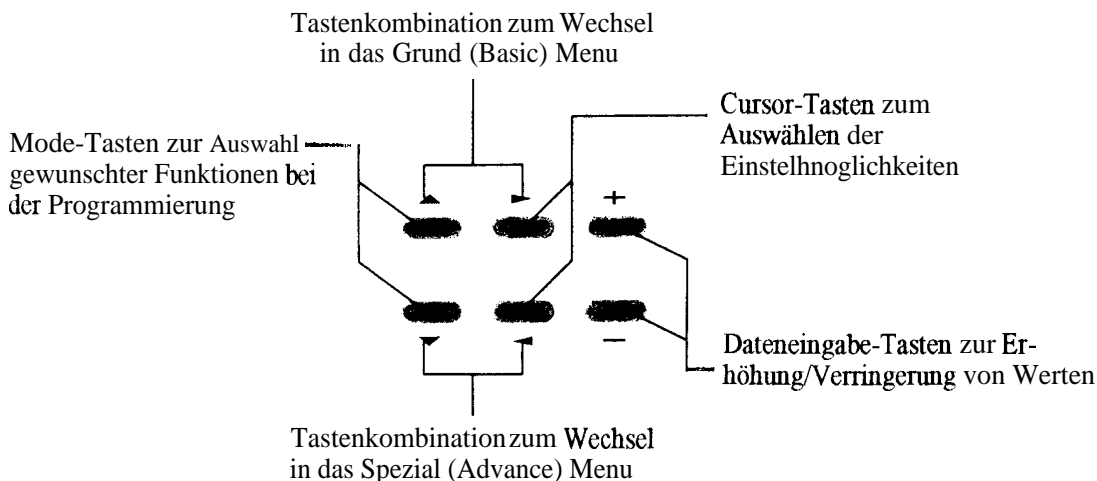 Tastenkombination zum Wechsel
in das Grund (Basic) Menu
Cursor-Tasten zum
Auswählen der
Einstelhnoglichkeiten
Mode-Tasten zur Auswahl
gewunschter Funktionen bei
der Programmierung
+
−
Dateneingabe-Tasten zur Er-
höhung/Verringerung von Werten
Tastenkombination zum Wechsel
in das Spezial (Advance) Menu